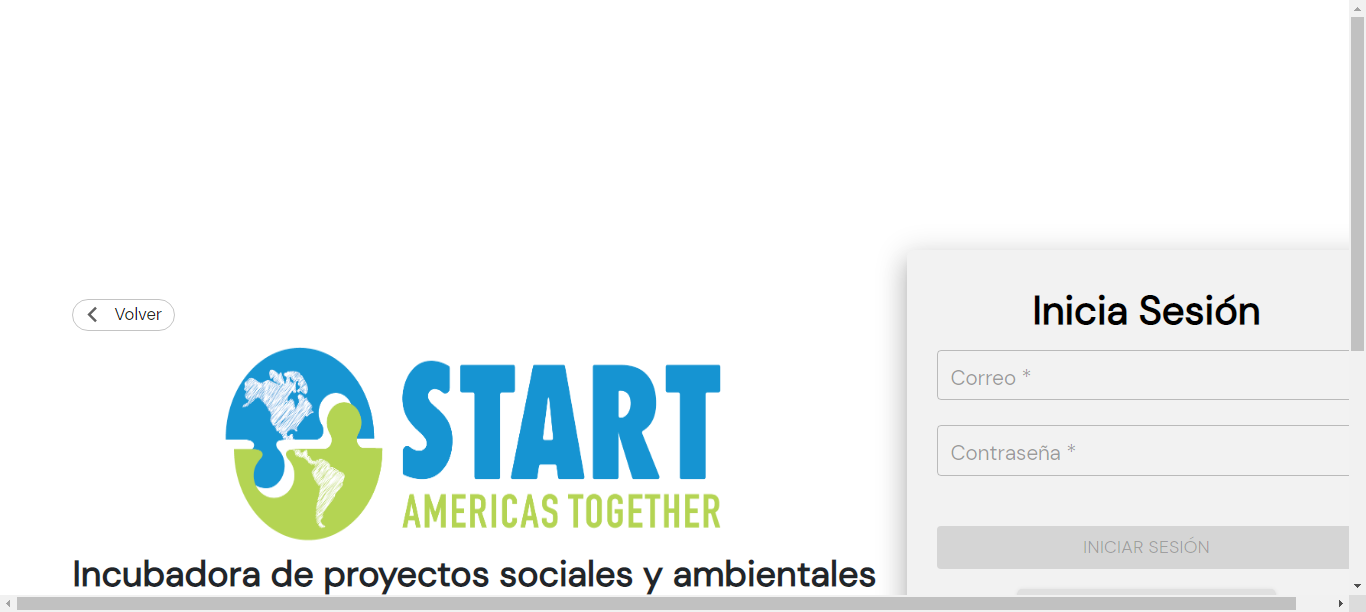 Volver
START
AMERICAS TOGETHER
Incubadora de proyectos sociales y ambientales
Inicia Sesión
Correo *
Contraseña *
INICIAR SESIÓN